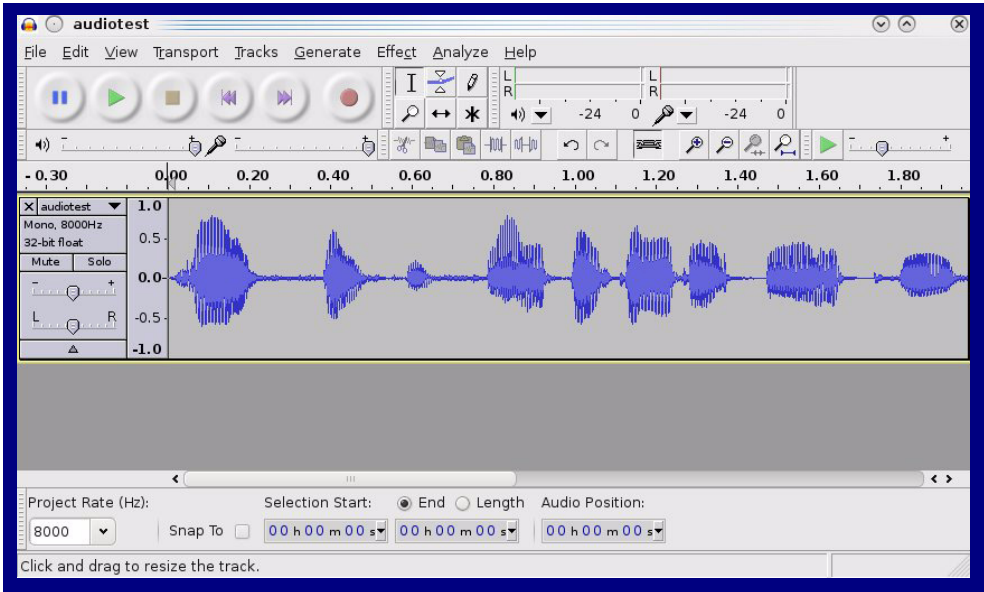 audiotest
File Edit View Transport Tracks Generate Effect Analyze Help
L
R
-24 0
L
R
-24 0
- +
- +
- +
- 0.30 0.00 0.20 0.40 0.60 0.80 1.00 1.20 1.40 1.60 1.80
X audiotest
Mono, 8000Hz
32-bit float
Mute Solo
- +
L R
1.0
0.5
0.0
-0.5
-1.0
Project Rate (Hz): Selection Start: End Length Audio Position:
8000 Snap To 00 h 00 m 00 s 00 h 00 m 00 s 00 h 00 m 00 s
Click and drag to resize the track.